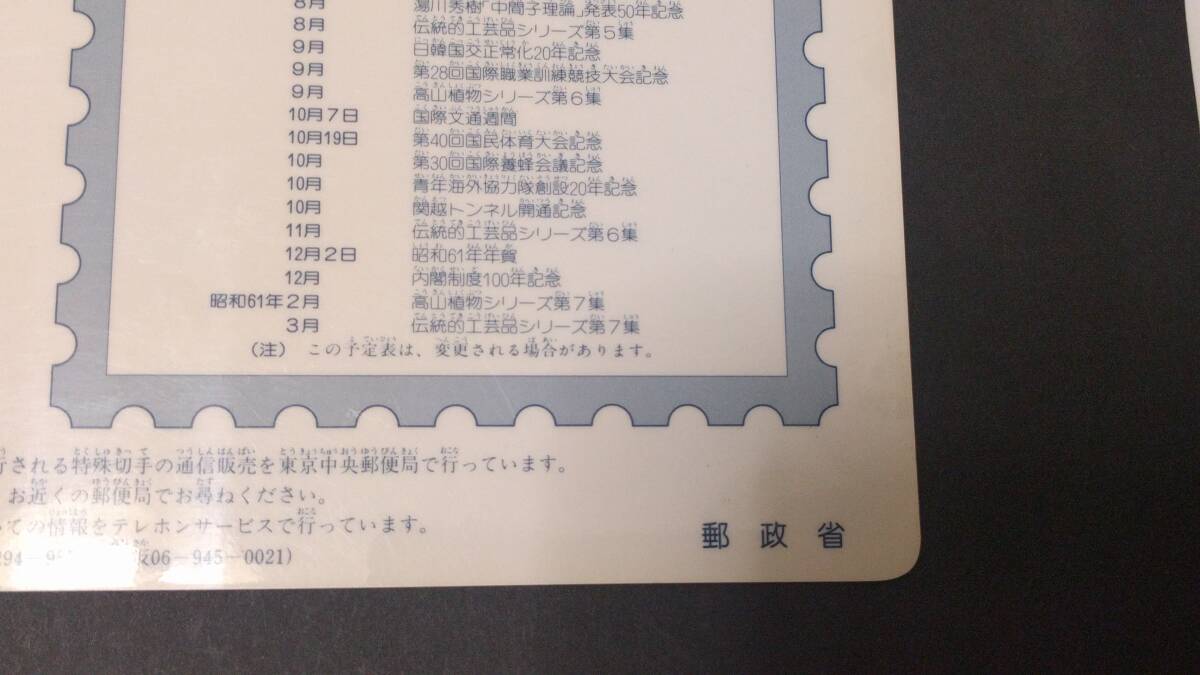 8月 湯川秀樹「中間子理論」発表50年記念
8月 伝統的工芸品シリーズ第5集
9月 日韓国交正常化20年記念
9月 第28回国際職業訓練競技大会記念
9月 高山植物シリーズ第6集
10月7日 国際文通週間
10月19日 第40回国民体育大会記念
10月 第30回国際養蜂会議記念
10月 青年海外協力隊創設20年記念
10月 関越トンネル開通記念
11月 伝統的工芸品シリーズ第6集
12月2日 昭和61年年賀
12月 内閣制度100年記念
昭和61年2月 高山植物シリーズ第7集
3月 伝統的工芸品シリーズ第7集
(注) この予定表は、変更される場合があります。
行される特殊切手の通信販売を東京中央郵便局で行っています。
お近くの郵便局でお尋ねください。
ての情報をテレホンサービスで行っています。
294-9 06-945-0021)
郵政省